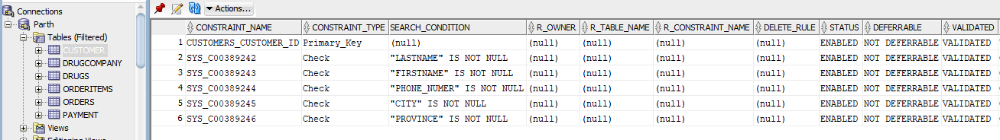 Connections
Parth
Tables (Filtered)
CUSTOMER
DRUGCOMPANY
DRUGS
ORDERITEMS
ORDERS
PAYMENT
Views
Editioning Views
Actions...
CONSTRAINT_NAME CONSTRAINT_TYPE SEARCH_CONDITION R_OWNER R_TABLE_NAME R_CONSTRAINT_NAME DELETE_RULE STATUS DEFERRABLE VALIDATED
1 CUSTOMERS_CUSTOMER_ID Primary_Key (null) (null) (null) (null) (null) ENABLED NOT DEFERRABLE VALIDATED
2 SYS_C00389242 Check "LASTNAME" IS NOT NULL (null) (null) (null) (null) ENABLED NOT DEFERRABLE VALIDATED
3 SYS_C00389243 Check "FIRSTNAME" IS NOT NULL (null) (null) (null) (null) ENABLED NOT DEFERRABLE VALIDATED
4 SYS_C00389244 Check "PHONE_NUMER" IS NOT NULL (null) (null) (null) (null) ENABLED NOT DEFERRABLE VALIDATED
5 SYS_C00389245 Check "CITY" IS NOT NULL (null) (null) (null) (null) ENABLED NOT DEFERRABLE VALIDATED
6 SYS_C00389246 Check "PROVINCE" IS NOT NULL (null) (null) (null) (null) ENABLED NOT DEFERRABLE VALIDATED